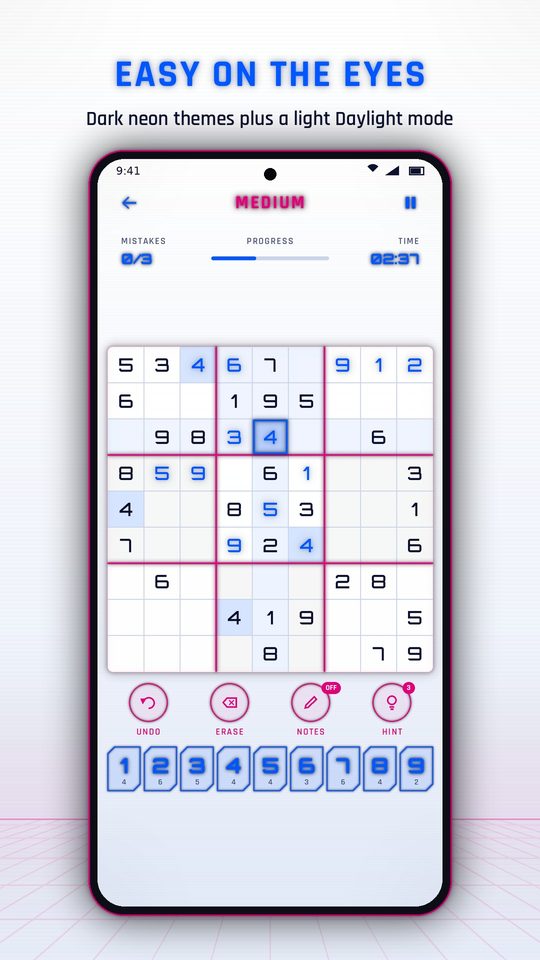 EASY ON THE EYES
Dark neon themes plus a light Daylight mode
9:41
MEDIUM
MISTAKES PROGRESS TIME
0/3 02:37
5 3 4 6 7 9 1 2
6 1 9 5
9 8 3 4 6
8 5 9 6 1 3
4 8 5 3 1
7 9 2 4 6
6 2 8
4 1 9 5
8 7 9
OFF 3
UNDO ERASE NOTES HINT
1 2 3 4 5 6 7 8 9
4 6 5 4 4 3 6 4 2